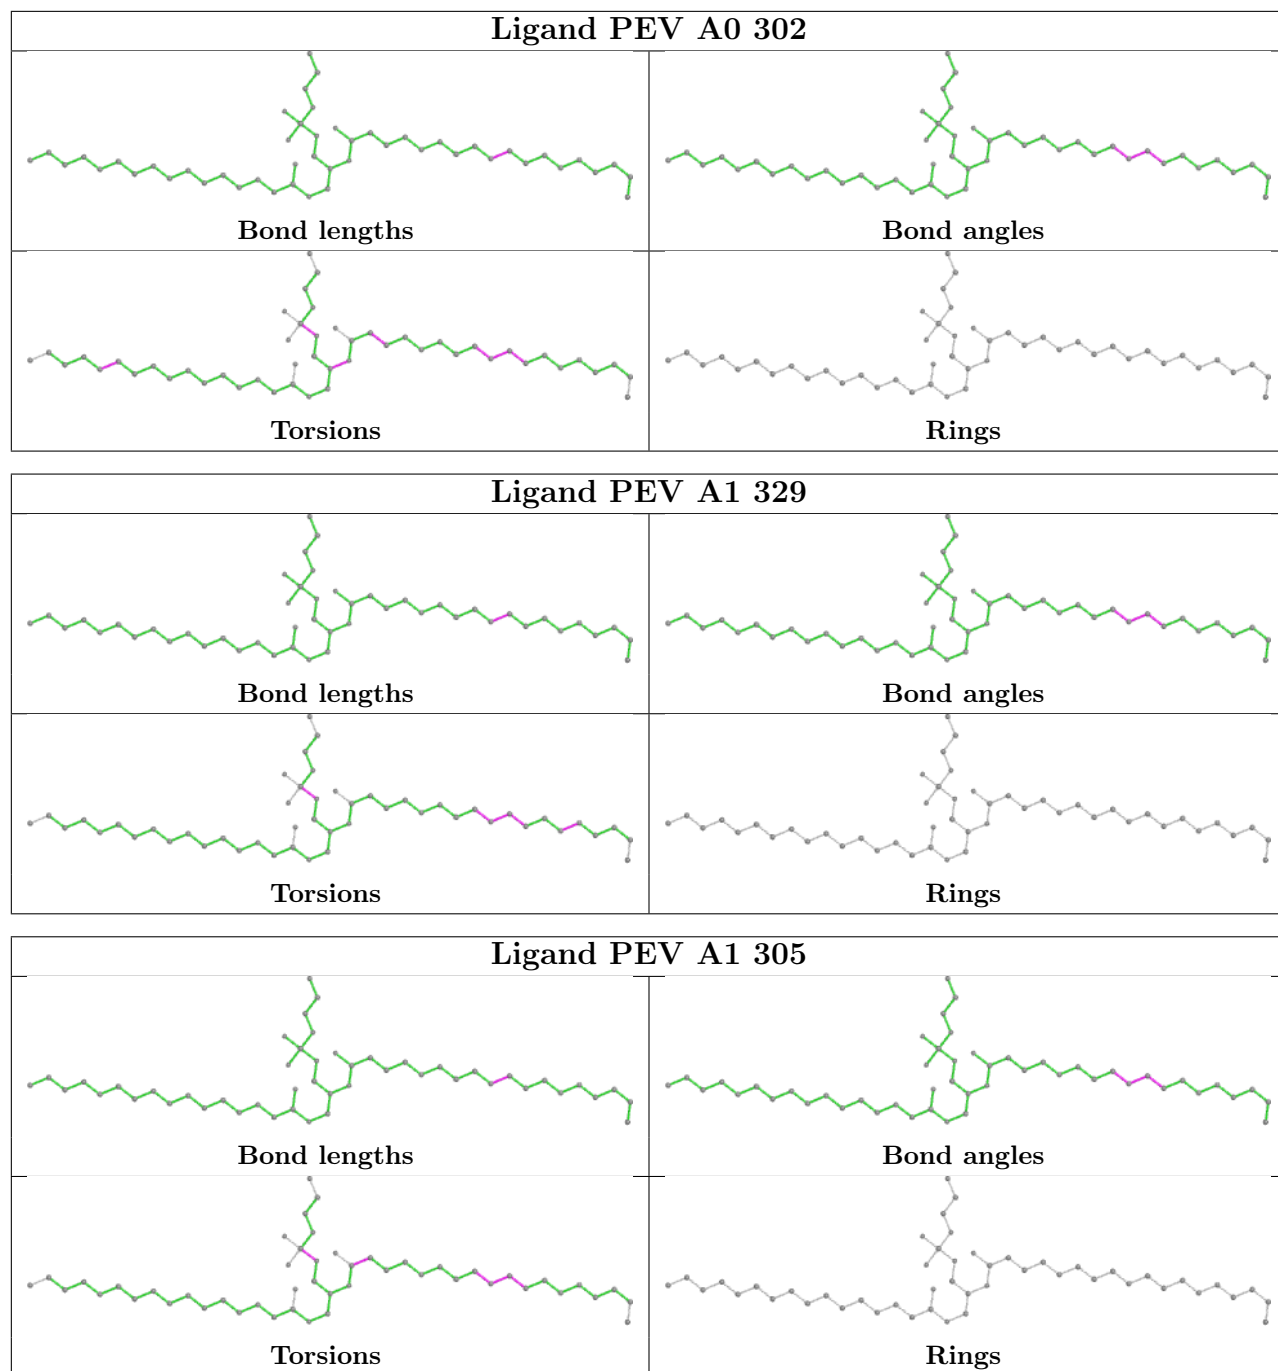 Ligand PEV A0 302
Bond lengths
Bond angles
Torsions
Rings
Ligand PEV A1 329
Bond lengths
Bond angles
Torsions
Rings
Ligand PEV A1 305
Bond lengths
Bond angles
Torsions
Rings